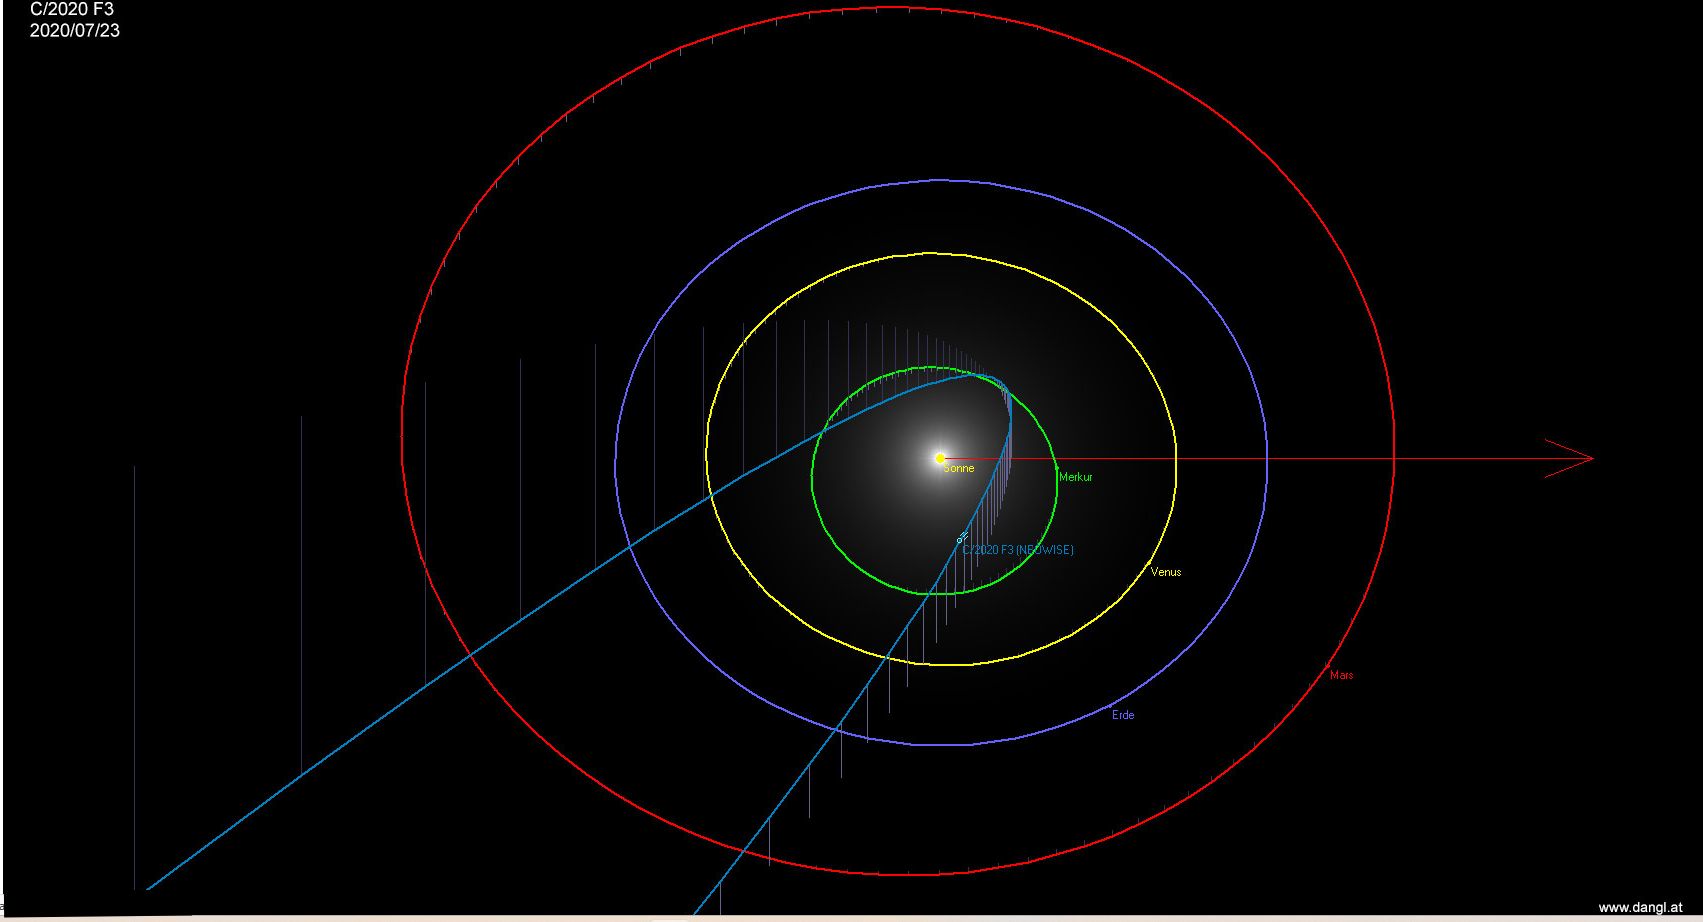 C/2020 F3
2020/07/23
Sonne
Merkur
C/2020 F3 (NEOWISE)
Venus
Mars
Erde
www.dangl.at